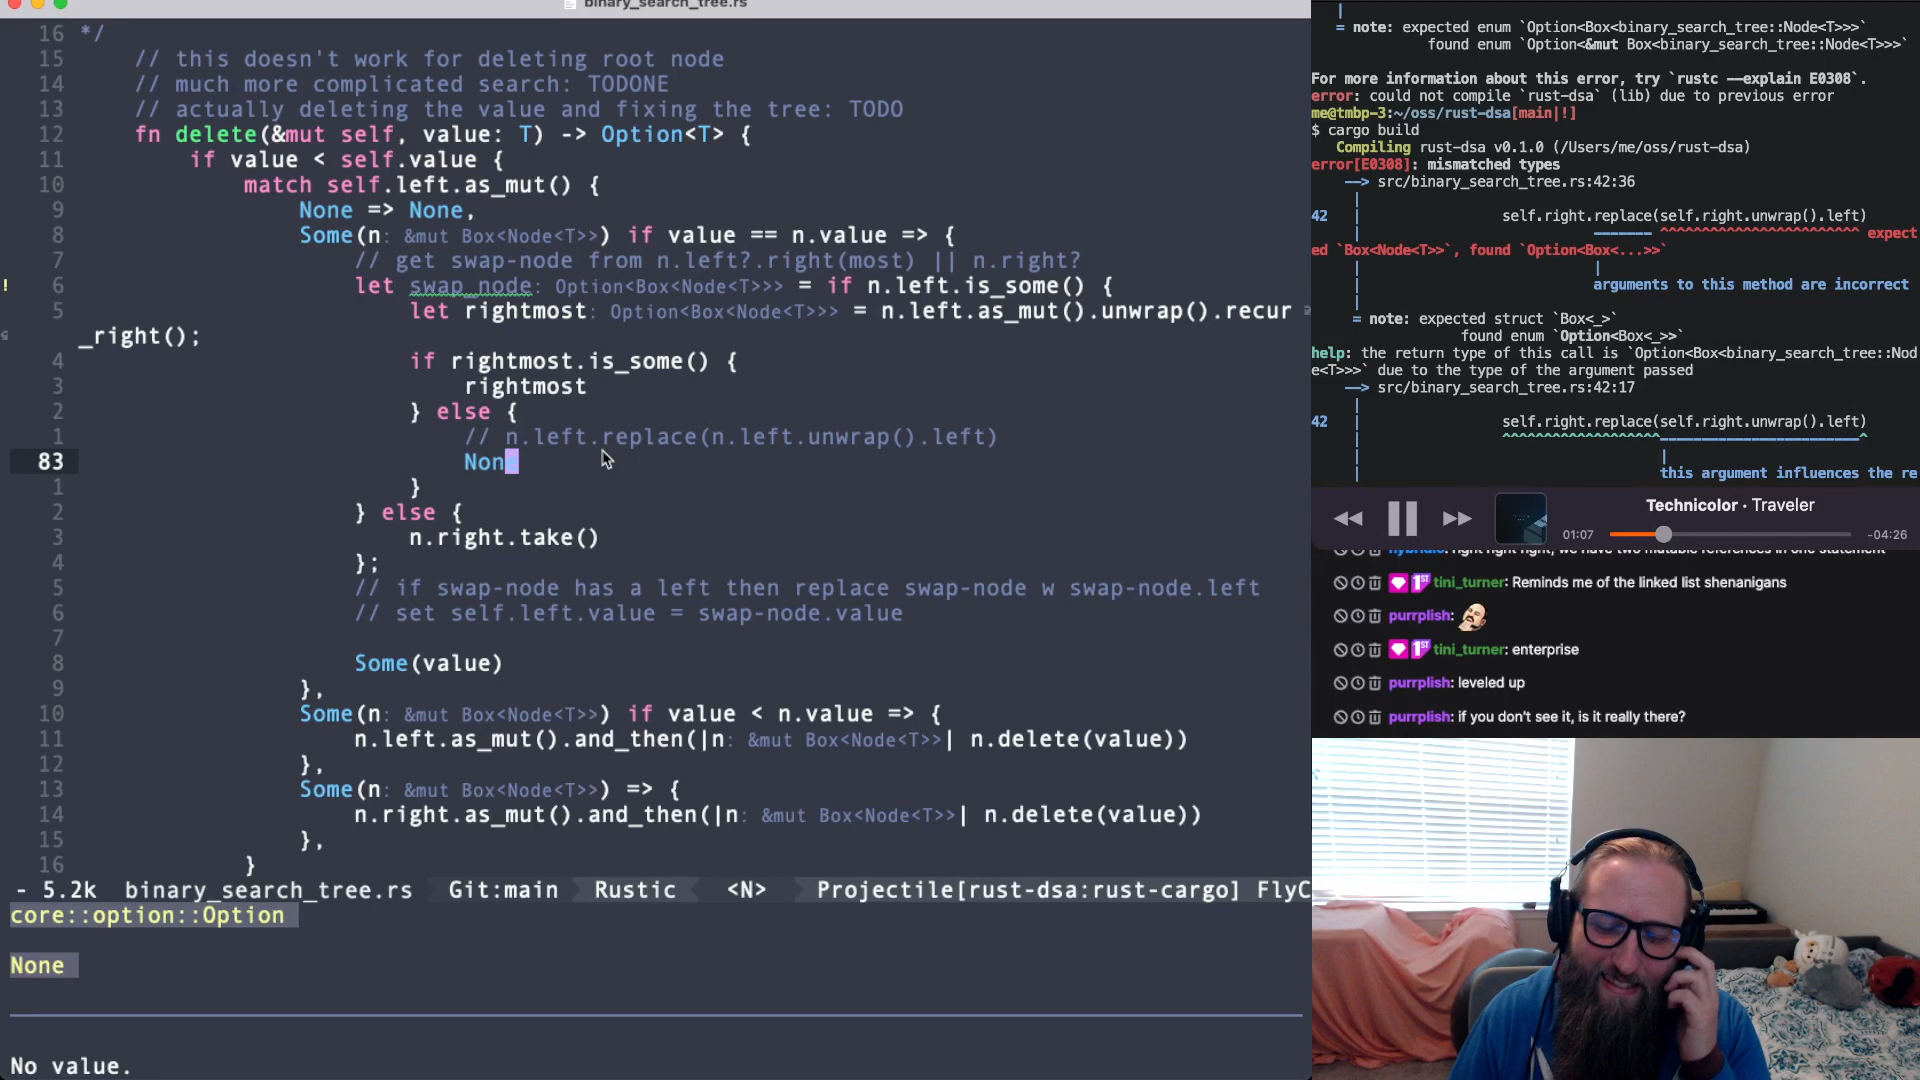 binary_search_tree.rs
16 */
15 // this doesn't work for deleting root node
14 // much more complicated search: TODONE
13 // actually deleting the value and fixing the tree: TODO
12 fn delete(&mut self, value: T) -> Option<T> {
11 if value < self.value {
10 match self.left.as_mut() {
9 None => None,
8 Some(n: &mut Box<Node<T>>) if value == n.value => {
7 // get swap-node from n.left?.right(most) || n.right?
! 6 let swap_node: Option<Box<Node<T>>> = if n.left.is_some() {
5 let rightmost: Option<Box<Node<T>>> = n.left.as_mut().unwrap().recur
_right();
4 if rightmost.is_some() {
3 rightmost
2 } else {
1 // n.left.replace(n.left.unwrap().left)
83 None
1 }
2 } else {
3 n.right.take()
4 };
5 // if swap-node has a left then replace swap-node w swap-node.left
6 // set self.left.value = swap-node.value
7
8 Some(value)
9 },
10 Some(n: &mut Box<Node<T>>) if value < n.value => {
11 n.left.as_mut().and_then(|n: &mut Box<Node<T>>| n.delete(value))
12 },
13 Some(n: &mut Box<Node<T>>) => {
14 n.right.as_mut().and_then(|n: &mut Box<Node<T>>| n.delete(value))
15 },
16 }
- 5.2k binary_search_tree.rs Git:main Rustic <N> Projectile[rust-dsa:rust-cargo] FlyC
core::option::Option
None
No value.
|
= note: expected enum `Option<Box<binary_search_tree::Node<T>>>`
found enum `Option<&mut Box<binary_search_tree::Node<T>>>`
For more information about this error, try `rustc --explain E0308`.
error: could not compile `rust-dsa` (lib) due to previous error
me@tmbp-3:~/oss/rust-dsa[main|!]
$ cargo build
Compiling rust-dsa v0.1.0 (/Users/me/oss/rust-dsa)
error[E0308]: mismatched types
--> src/binary_search_tree.rs:42:36
|
42 | self.right.replace(self.right.unwrap().left)
| ------- ^^^^^^^^^^^^^^^^^^^^^^^^ expect
ed `Box<Node<T>>`, found `Option<Box<...>>`
| |
| arguments to this method are incorrect
|
= note: expected struct `Box<_>`
found enum `Option<Box<_>>`
help: the return type of this call is `Option<Box<binary_search_tree::Nod
e<T>>>` due to the type of the argument passed
--> src/binary_search_tree.rs:42:17
|
42 | self.right.replace(self.right.unwrap().left)
| ^^^^^^^^^^^^^^^^^^^------------------------^
| |
| this argument influences the re
Technicolor · Traveler
01:07 -04:26
hybridlo: right right right, we have two mutable references in one statement
1ST tini_turner: Reminds me of the linked list shenanigans
purrplish:
1ST tini_turner: enterprise
purrplish: leveled up
purrplish: if you don't see it, is it really there?